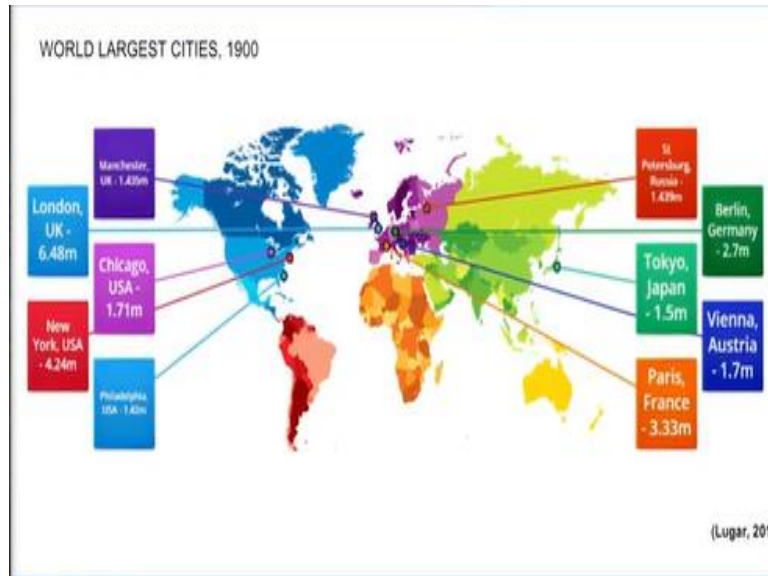 WORLD LARGEST CITIES, 1900
Manchester,
UK - 1.435m
London,
UK -
6.48m
Chicago,
USA -
1.71m
New
York, USA
- 4.24m
Philadelphia,
USA - 1.42m
St
Petersburg,
Russia -
1.439m
Berlin,
Germany
- 2.7m
Tokyo,
Japan
- 1.5m
Vienna,
Austria
- 1.7m
Paris,
France
- 3.33m
(Lugar, 201